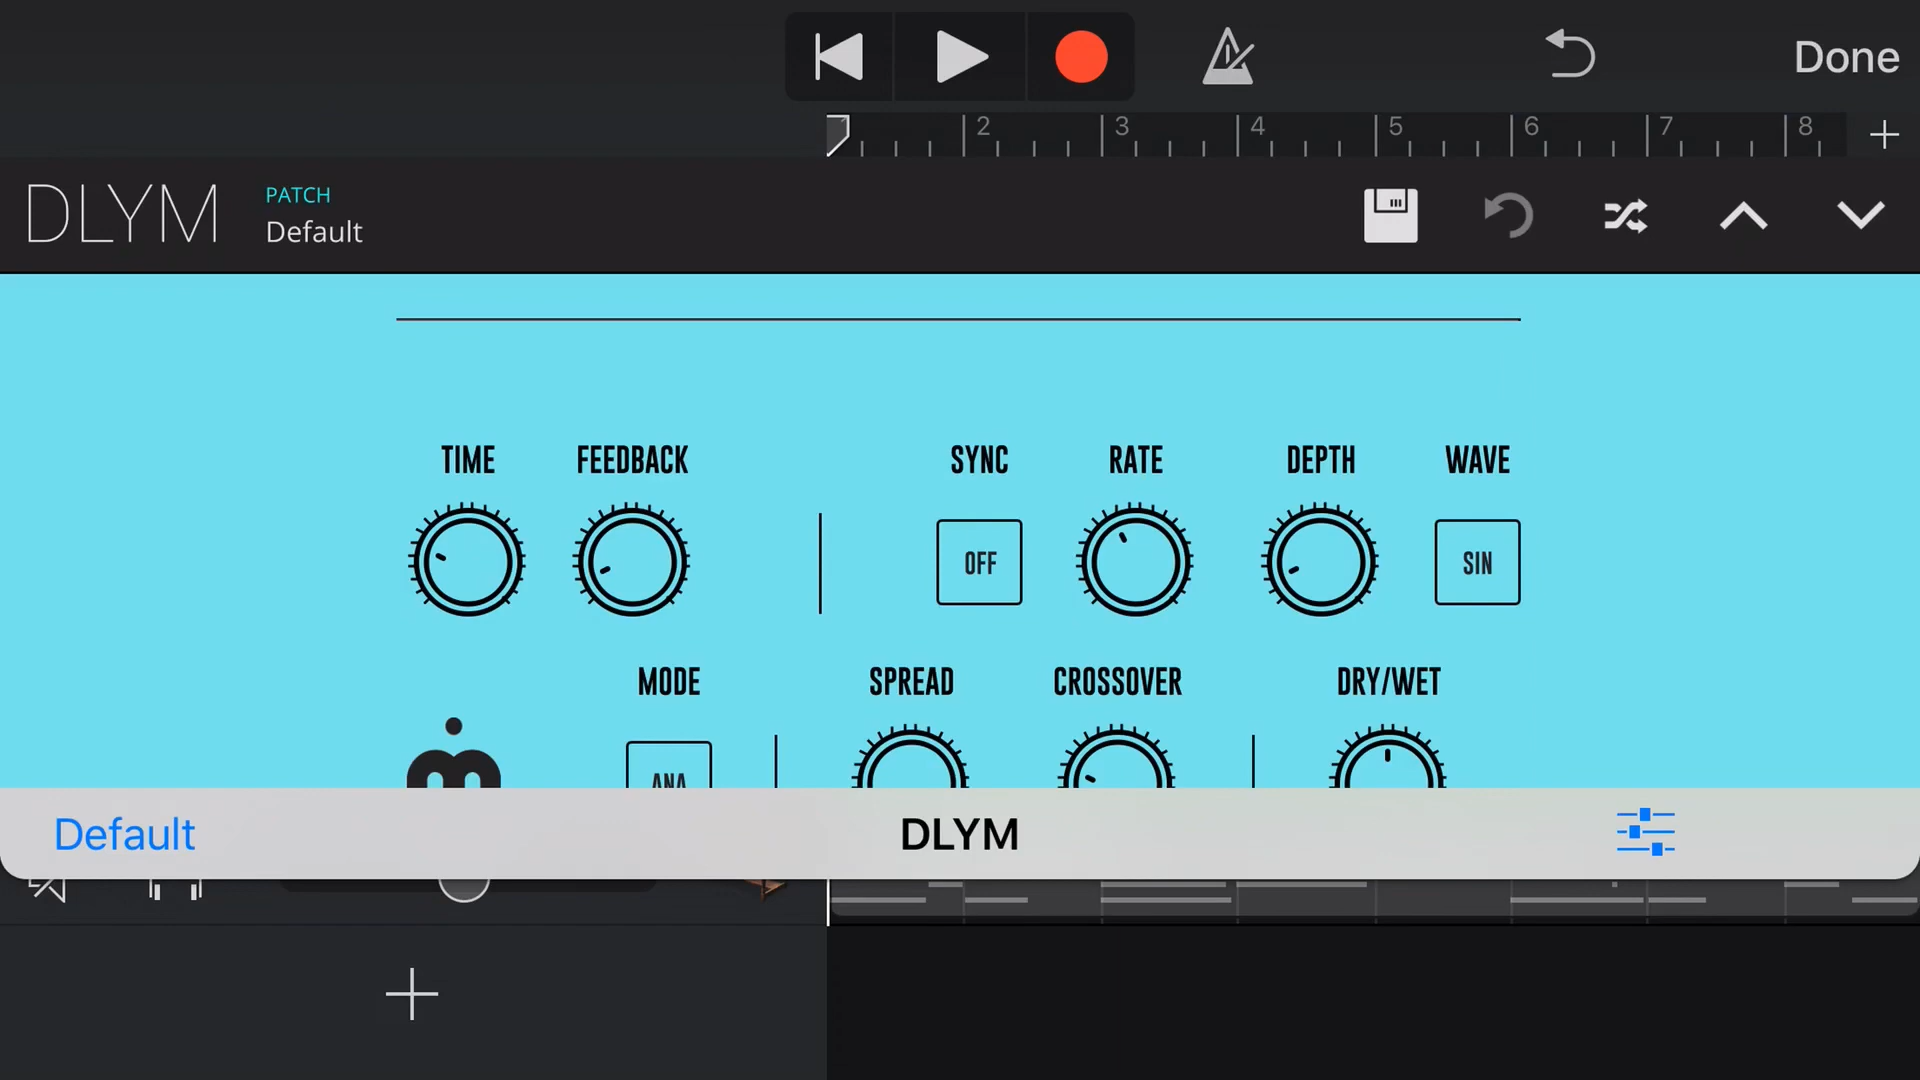 Done
2 3 4 5 6 7 8
DLYM
PATCH
Default
TIME FEEDBACK SYNC RATE DEPTH WAVE
OFF SIN
MODE SPREAD CROSSOVER DRY/WET
ANA
Default DLYM